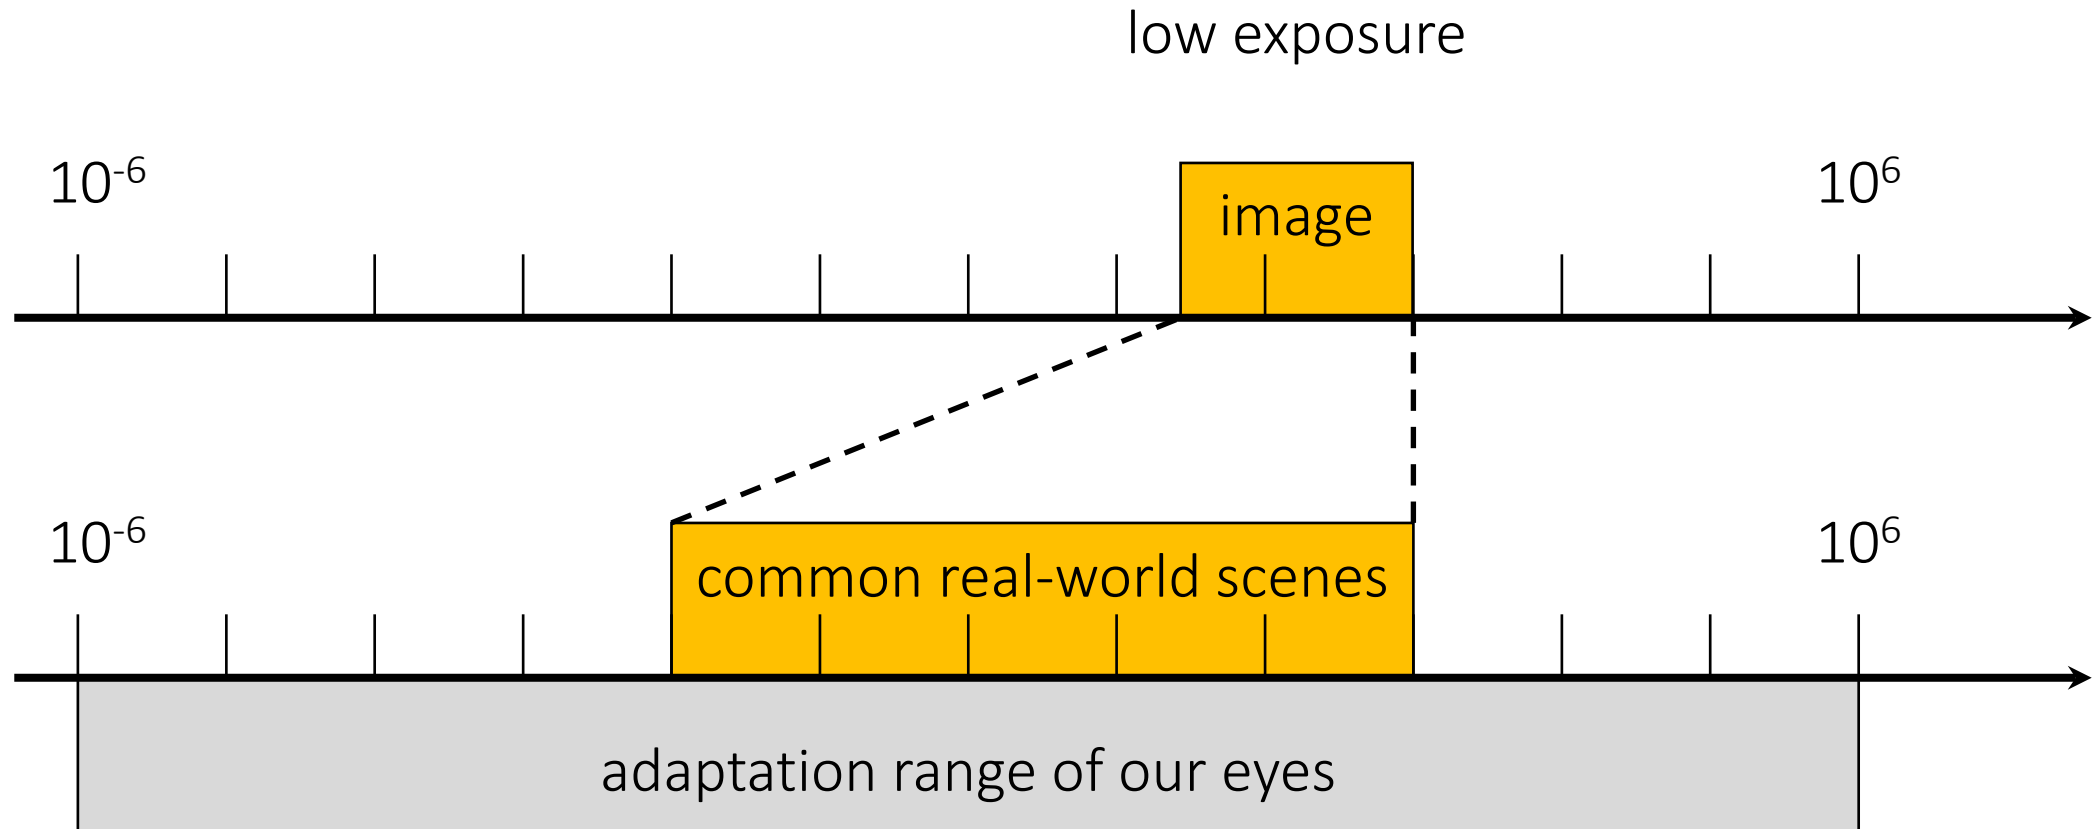 low exposure
10⁻⁶
image
10⁶
10⁻⁶
common real-world scenes
10⁶
adaptation range of our eyes